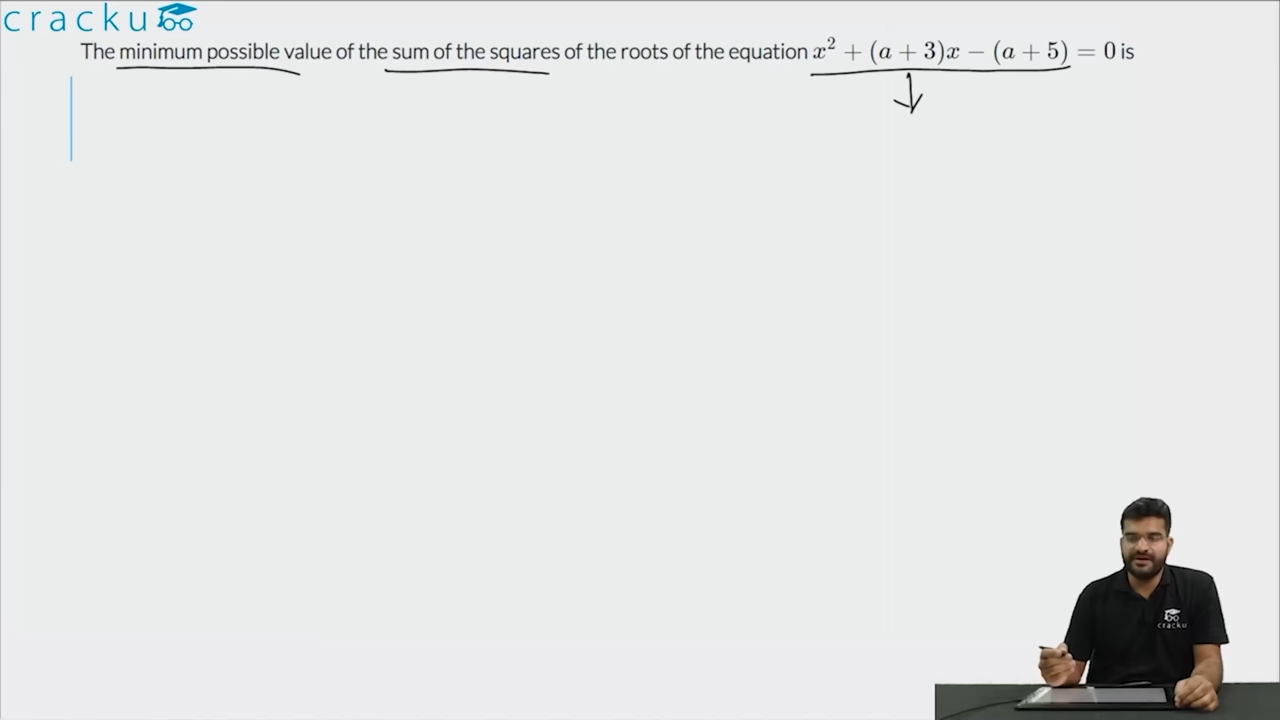 cracku
The minimum possible value of the sum of the squares of the roots of the equation x² + (a + 3)x − (a + 5) = 0 is
cracku